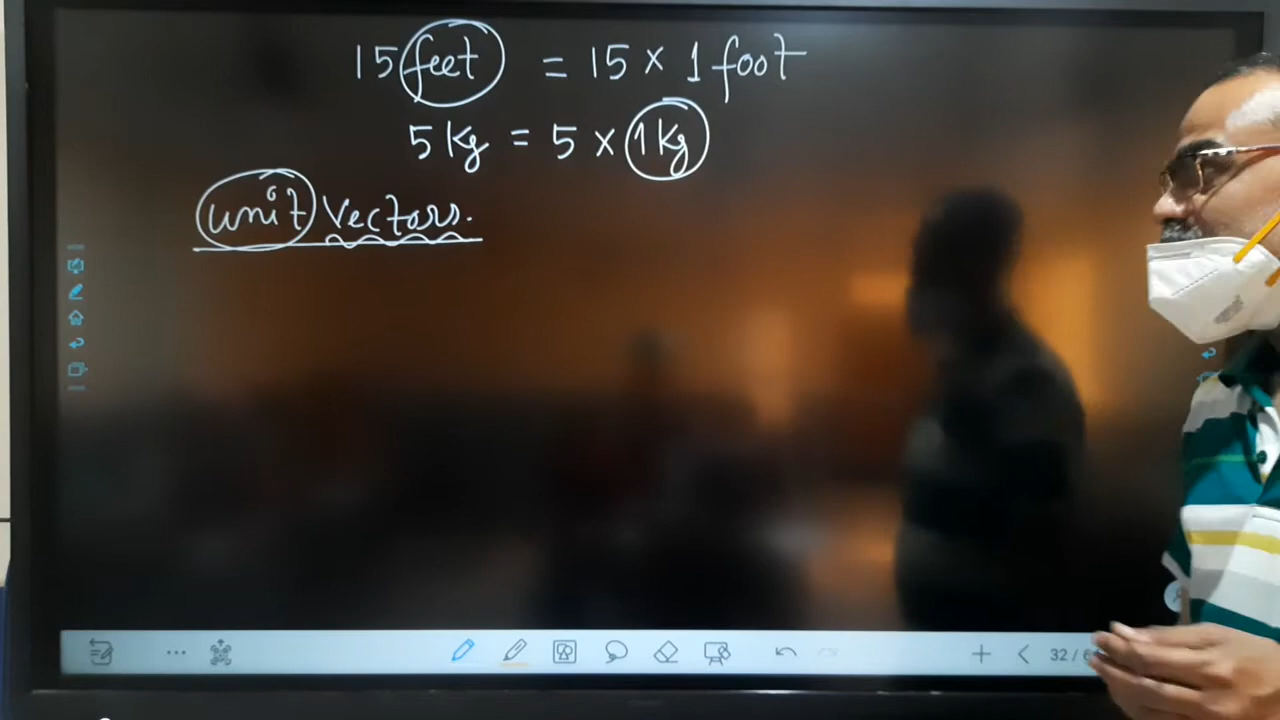 15 feet = 15 × 1 foot
5 Kg = 5 × 1 Kg
unit Vectors.
32 / 6